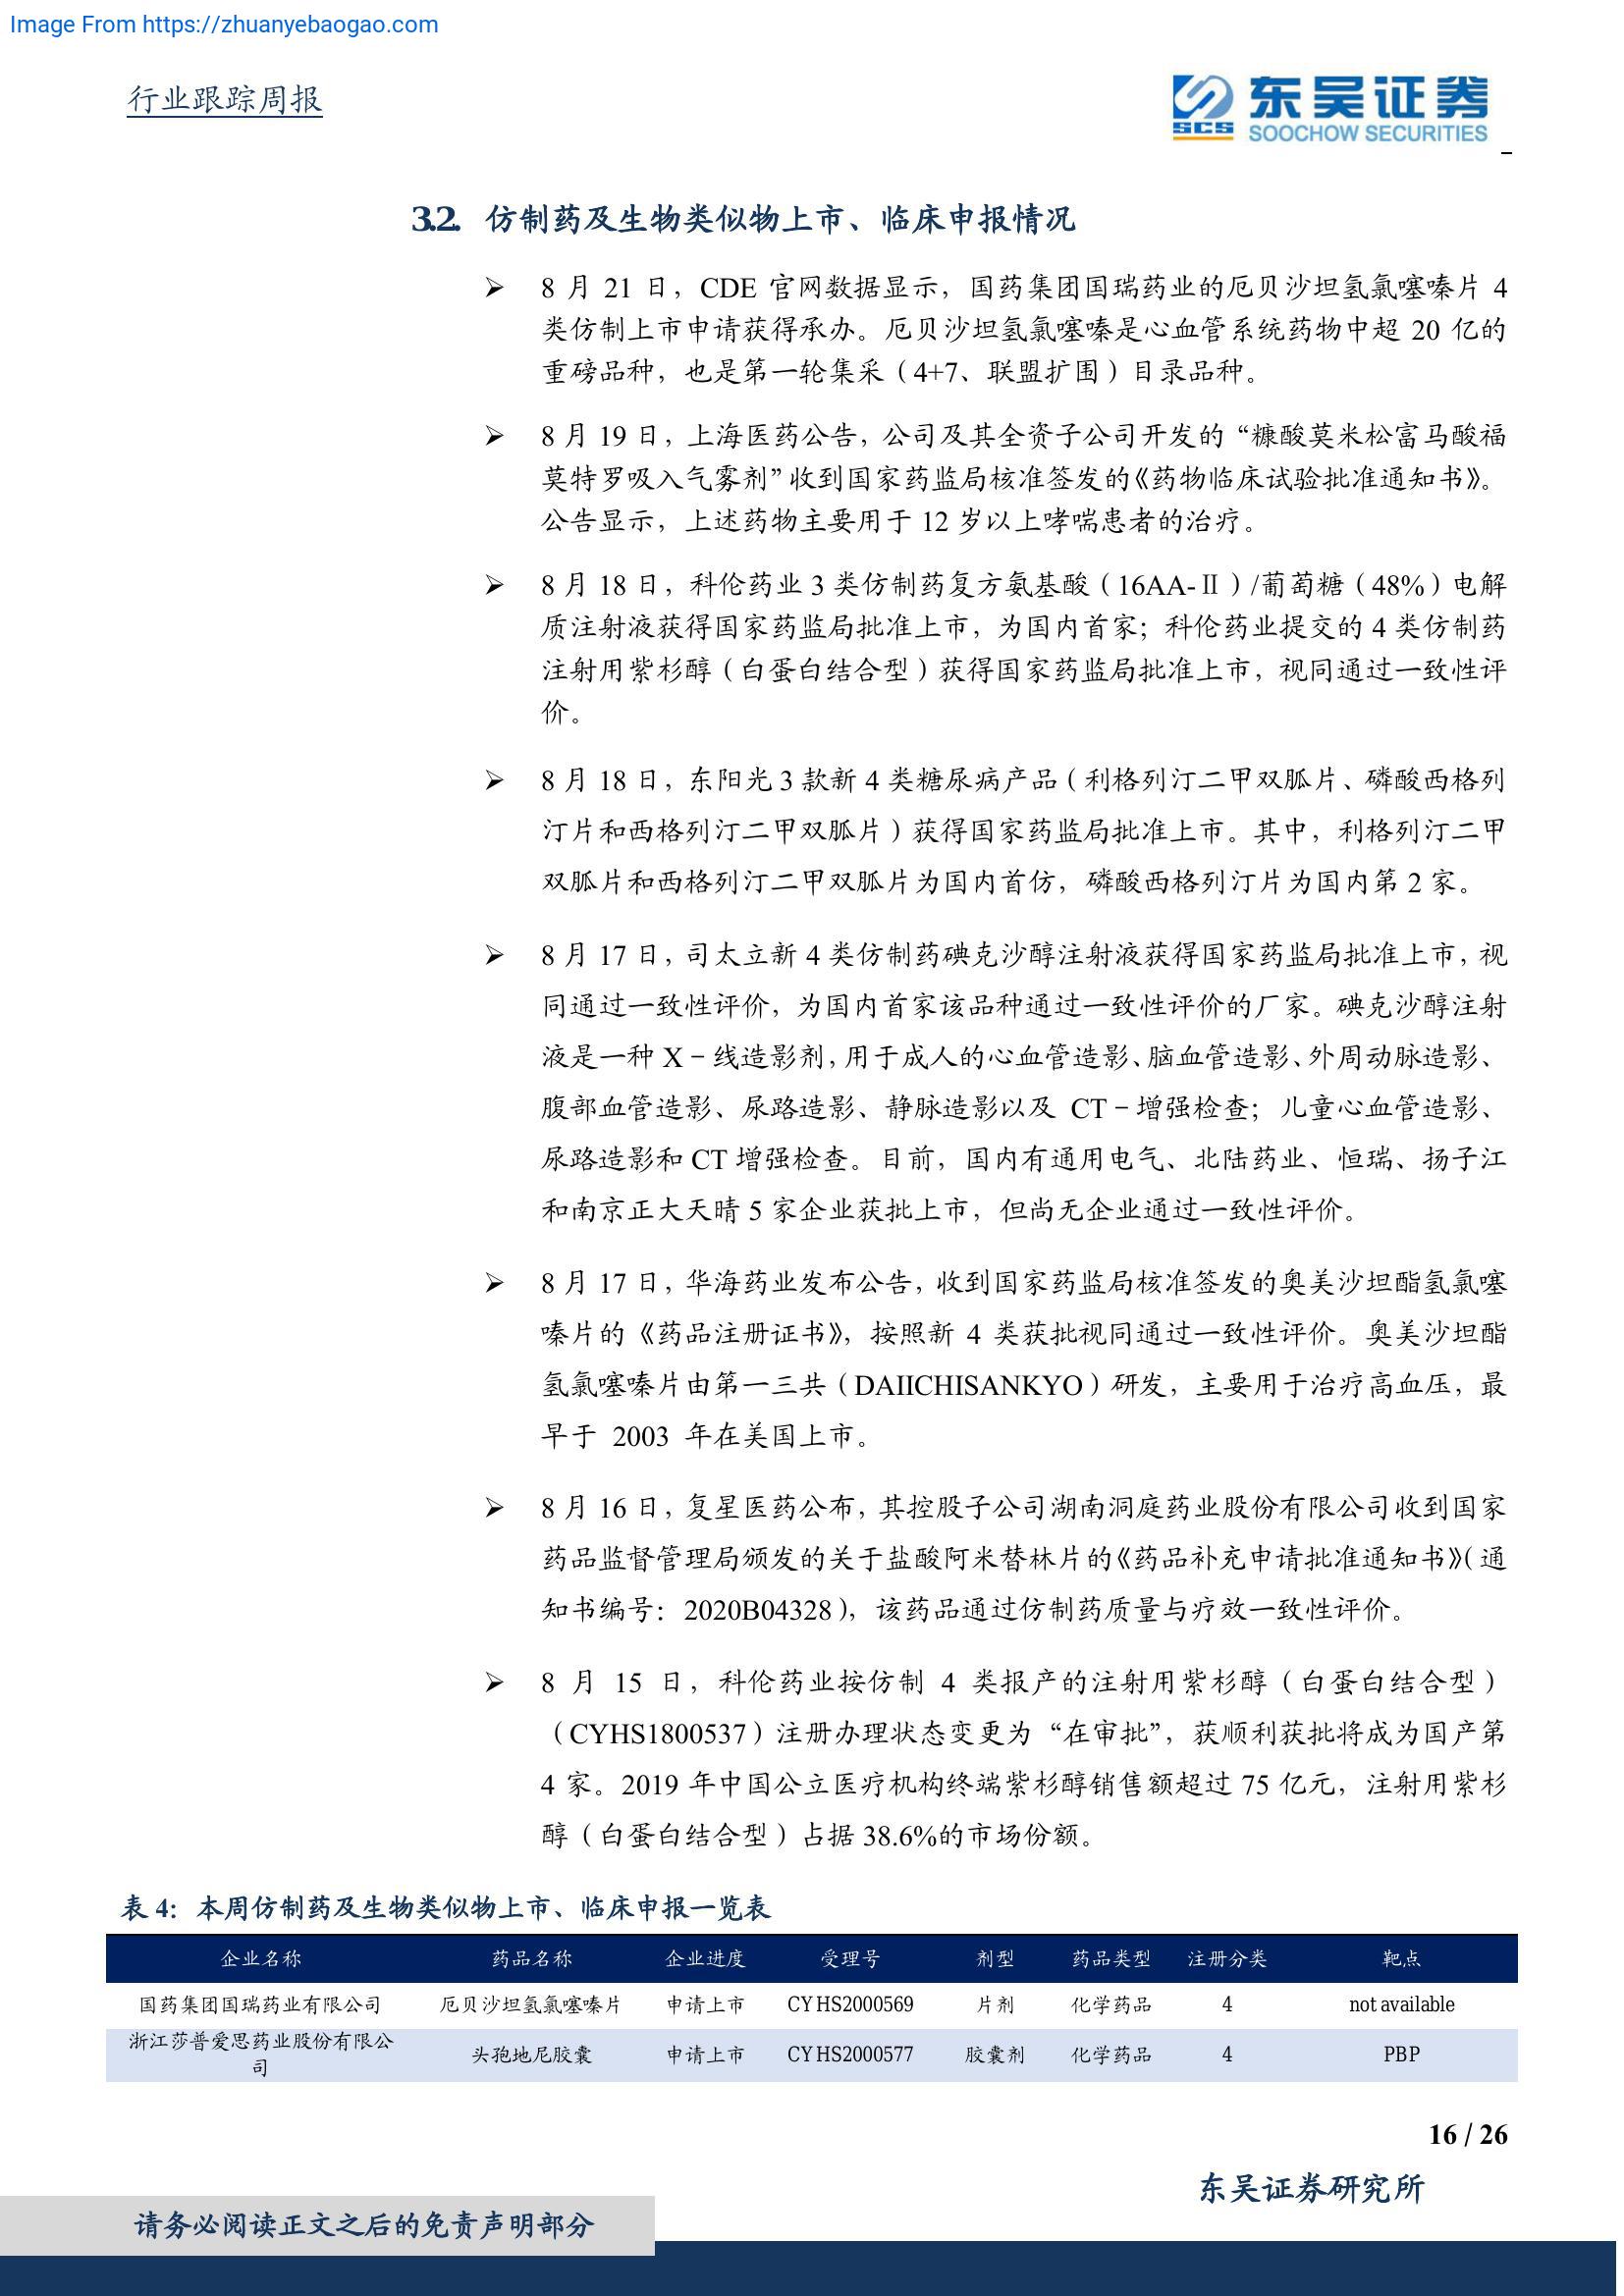 Image From https://zhuanyebaogao.com
行业跟踪周报
SCS
东吴证券
SOOCHOW SECURITIES
3.2. 仿制药及生物类似物上市、临床申报情况
➢ 8 月 21 日，CDE 官网数据显示，国药集团国瑞药业的厄贝沙坦氢氯噻嗪片 4
类仿制上市申请获得承办。厄贝沙坦氢氯噻嗪是心血管系统药物中超 20 亿的
重磅品种，也是第一轮集采（4+7、联盟扩围）目录品种。
➢ 8 月 19 日，上海医药公告，公司及其全资子公司开发的“糠酸莫米松富马酸福
莫特罗吸入气雾剂”收到国家药监局核准签发的《药物临床试验批准通知书》。
公告显示，上述药物主要用于 12 岁以上哮喘患者的治疗。
➢ 8 月 18 日，科伦药业 3 类仿制药复方氨基酸（16AA-Ⅱ）/葡萄糖（48%）电解
质注射液获得国家药监局批准上市，为国内首家；科伦药业提交的 4 类仿制药
注射用紫杉醇（白蛋白结合型）获得国家药监局批准上市，视同通过一致性评
价。
➢ 8 月 18 日，东阳光 3 款新 4 类糖尿病产品（利格列汀二甲双胍片、磷酸西格列
汀片和西格列汀二甲双胍片）获得国家药监局批准上市。其中，利格列汀二甲
双胍片和西格列汀二甲双胍片为国内首仿，磷酸西格列汀片为国内第 2 家。
➢ 8 月 17 日，司太立新 4 类仿制药碘克沙醇注射液获得国家药监局批准上市，视
同通过一致性评价，为国内首家该品种通过一致性评价的厂家。碘克沙醇注射
液是一种 X－线造影剂，用于成人的心血管造影、脑血管造影、外周动脉造影、
腹部血管造影、尿路造影、静脉造影以及 CT－增强检查；儿童心血管造影、
尿路造影和 CT 增强检查。目前，国内有通用电气、北陆药业、恒瑞、扬子江
和南京正大天晴 5 家企业获批上市，但尚无企业通过一致性评价。
➢ 8 月 17 日，华海药业发布公告，收到国家药监局核准签发的奥美沙坦酯氢氯噻
嗪片的《药品注册证书》，按照新 4 类获批视同通过一致性评价。奥美沙坦酯
氢氯噻嗪片由第一三共（DAIICHISANKYO）研发，主要用于治疗高血压，最
早于 2003 年在美国上市。
➢ 8 月 16 日，复星医药公布，其控股子公司湖南洞庭药业股份有限公司收到国家
药品监督管理局颁发的关于盐酸阿米替林片的《药品补充申请批准通知书》（通
知书编号：2020B04328），该药品通过仿制药质量与疗效一致性评价。
➢ 8 月 15 日，科伦药业按仿制 4 类报产的注射用紫杉醇（白蛋白结合型）
（CYHS1800537）注册办理状态变更为“在审批”，获顺利获批将成为国产第
4 家。2019 年中国公立医疗机构终端紫杉醇销售额超过 75 亿元，注射用紫杉
醇（白蛋白结合型）占据 38.6%的市场份额。
表 4：本周仿制药及生物类似物上市、临床申报一览表
企业名称 药品名称 企业进度 受理号 剂型 药品类型 注册分类 靶点
国药集团国瑞药业有限公司 厄贝沙坦氢氯噻嗪片 申请上市 CYHS2000569 片剂 化学药品 4 not available
浙江莎普爱思药业股份有限公
司 头孢地尼胶囊 申请上市 CYHS2000577 胶囊剂 化学药品 4 PBP
16 / 26
东吴证券研究所
请务必阅读正文之后的免责声明部分